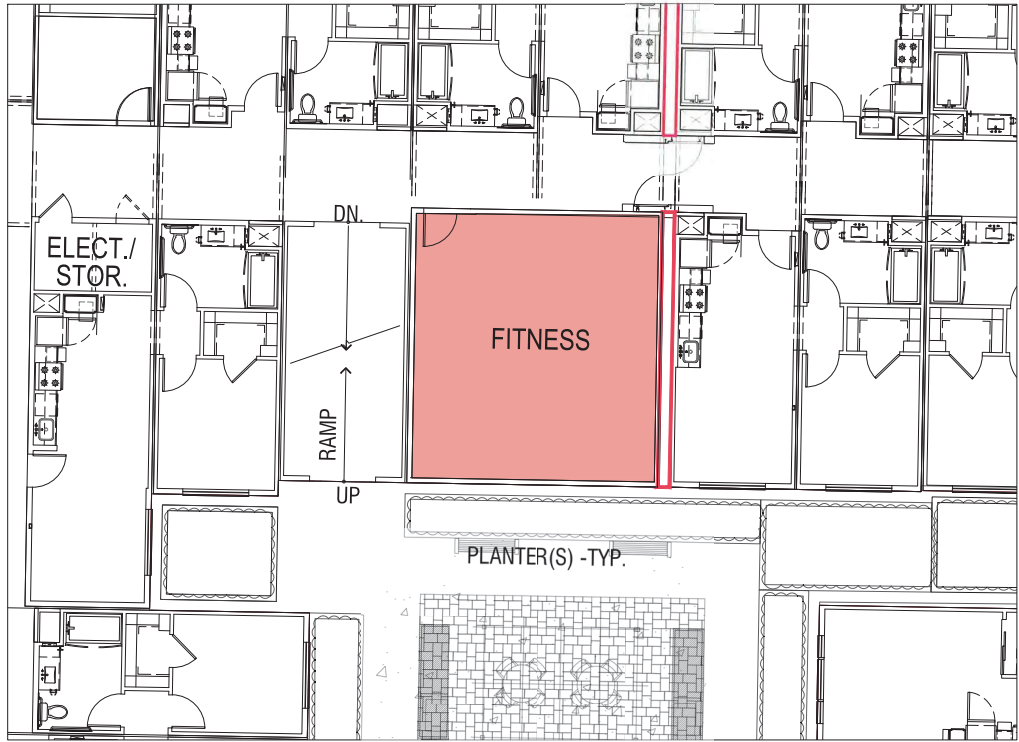 DN.
ELECT./
STOR.
FITNESS
RAMP
UP
PLANTER(S) -TYP.